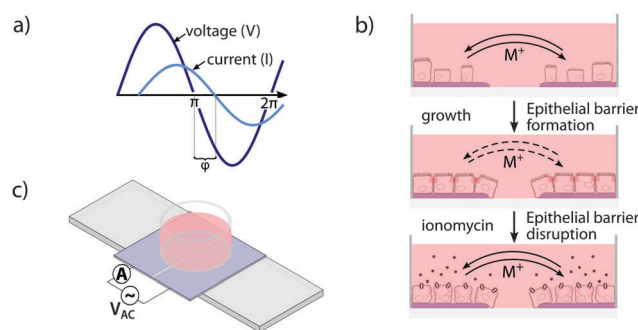 a)
voltage (V)
current (I)
π
2π
φ
b)
M+
growth
Epithelial barrier
formation
M+
ionomycin
Epithelial barrier
disruption
M+
c)
A
~
VAC